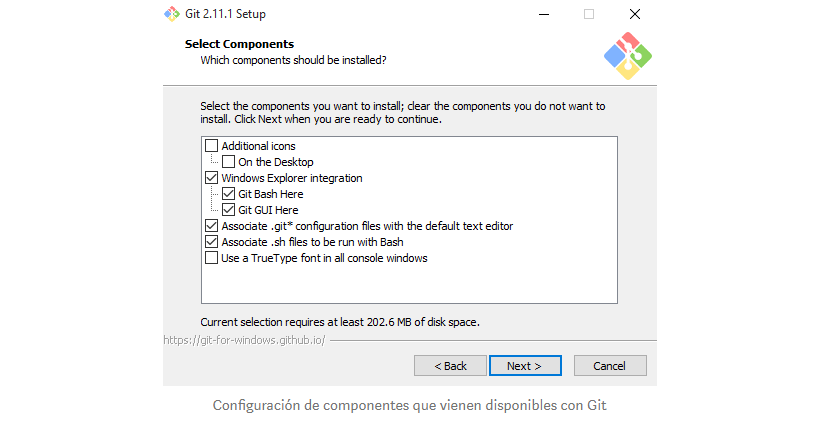 Git 2.11.1 Setup
Select Components
Which components should be installed?
Select the components you want to install; clear the components you do not want to
install. Click Next when you are ready to continue.
Additional icons
On the Desktop
Windows Explorer integration
Git Bash Here
Git GUI Here
Associate .git* configuration files with the default text editor
Associate .sh files to be run with Bash
Use a TrueType font in all console windows
Current selection requires at least 202.6 MB of disk space.
https://git-for-windows.github.io/
< Back Next > Cancel
Configuración de componentes que vienen disponibles con Git